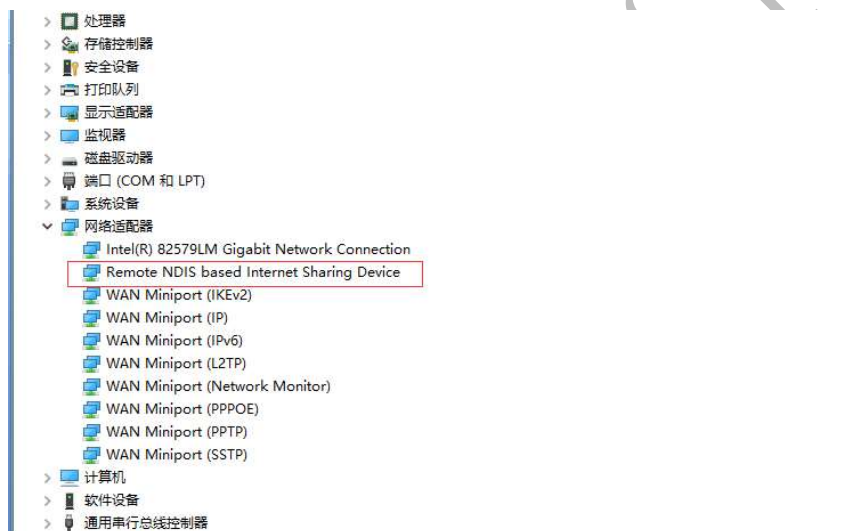 处理器
存储控制器
安全设备
打印队列
显示适配器
监视器
磁盘驱动器
端口 (COM 和 LPT)
系统设备
网络适配器
Intel(R) 82579LM Gigabit Network Connection
Remote NDIS based Internet Sharing Device
WAN Miniport (IKEv2)
WAN Miniport (IP)
WAN Miniport (IPv6)
WAN Miniport (L2TP)
WAN Miniport (Network Monitor)
WAN Miniport (PPPOE)
WAN Miniport (PPTP)
WAN Miniport (SSTP)
计算机
软件设备
通用串行总线控制器